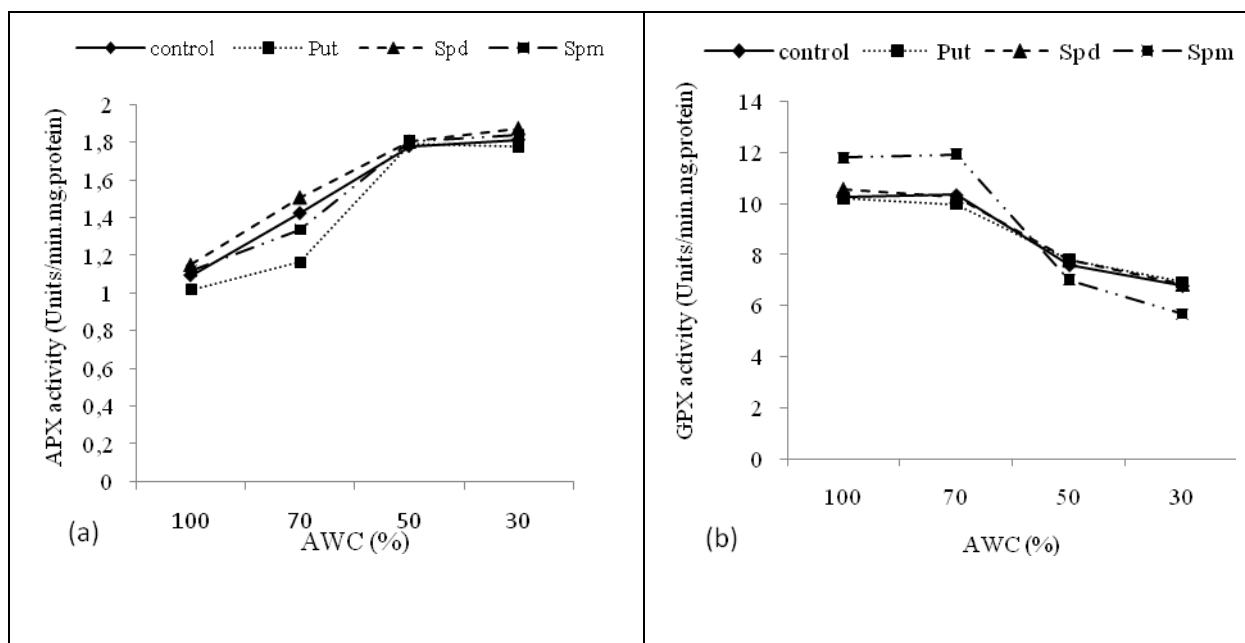 control Put Spd Spm
APX activity (Units/min.mg.protein)
2
1,8
1,6
1,4
1,2
1
0,8
0,6
0,4
0,2
0
100 70 50 30
AWC (%)
(a)
control Put Spd Spm
GPX activity (Units/min.mg.protein)
14
12
10
8
6
4
2
0
100 70 50 30
AWC (%)
(b)